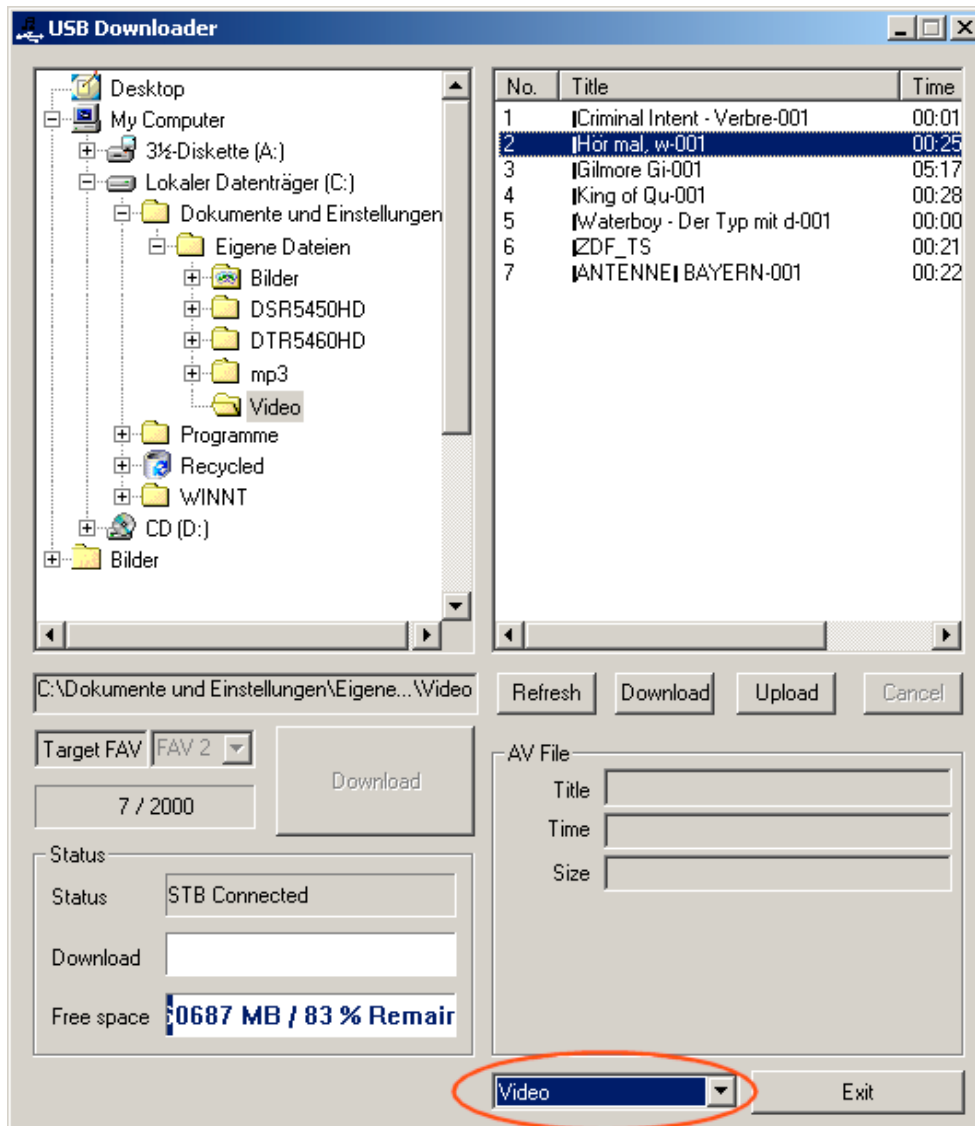 USB Downloader
Desktop
My Computer
3½-Diskette (A:)
Lokaler Datenträger (C:)
Dokumente und Einstellungen
Eigene Dateien
Bilder
DSR5450HD
DTR5460HD
mp3
Video
Programme
Recycled
WINNT
CD (D:)
Bilder
No. Title Time
1 Criminal Intent - Verbre-001 00:01
2 Hör mal, w-001 00:25
3 Gilmore Gi-001 05:17
4 King of Qu-001 00:28
5 Waterboy - Der Typ mit d-001 00:00
6 ZDF_TS 00:21
7 ANTENNE BAYERN-001 00:22
C:\Dokumente und Einstellungen\Eigene...\Video
Refresh Download Upload Cancel
Target FAV FAV 2
Download
7 / 2000
Status
Status STB Connected
Download
Free space 0687 MB / 83 % Remair
AV File
Title
Time
Size
Video
Exit